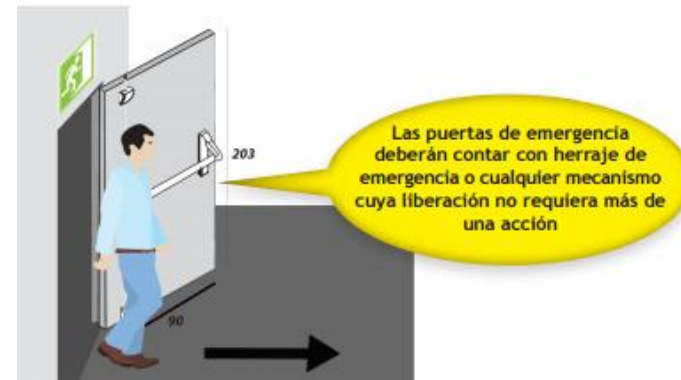 Las puertas de emergencia
deberán contar con herraje de
emergencia o cualquier mecanismo
cuya liberación no requiera más de
una acción
203
90